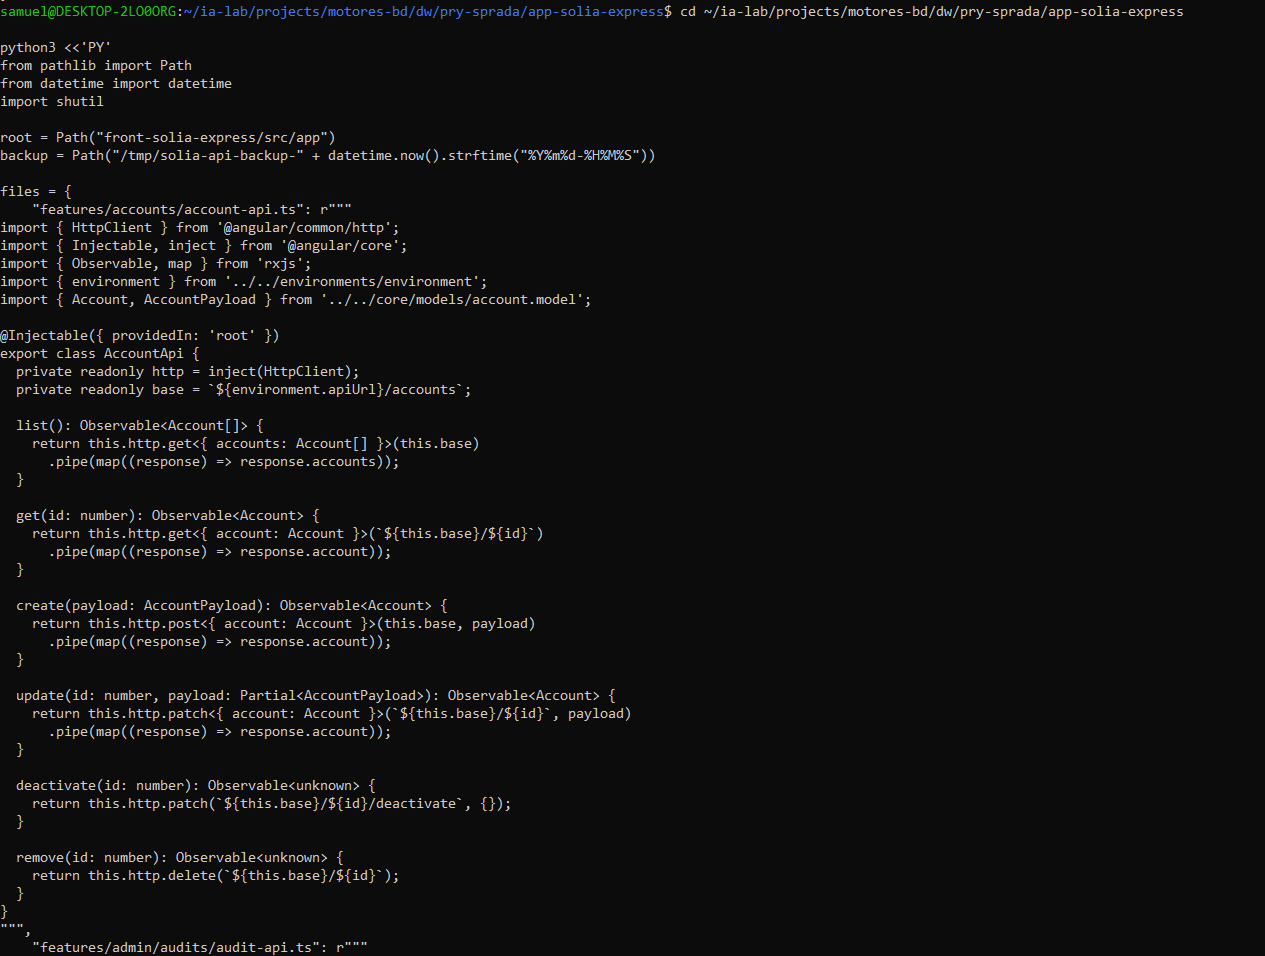 samuel@DESKTOP-2LO0ORG:~/ia-lab/projects/motores-bd/dw/pry-sprada/app-solia-express$ cd ~/ia-lab/projects/motores-bd/dw/pry-sprada/app-solia-express
python3 <<'PY'
from pathlib import Path
from datetime import datetime
import shutil
root = Path("front-solia-express/src/app")
backup = Path("/tmp/solia-api-backup-" + datetime.now().strftime("%Y%m%d-%H%M%S"))
files = {
    "features/accounts/account-api.ts": r"""
import { HttpClient } from '@angular/common/http';
import { Injectable, inject } from '@angular/core';
import { Observable, map } from 'rxjs';
import { environment } from '../../environments/environment';
import { Account, AccountPayload } from '../../core/models/account.model';
@Injectable({ providedIn: 'root' })
export class AccountApi {
  private readonly http = inject(HttpClient);
  private readonly base = `${environment.apiUrl}/accounts`;
  list(): Observable<Account[]> {
    return this.http.get<{ accounts: Account[] }>(this.base)
      .pipe(map((response) => response.accounts));
  }
  get(id: number): Observable<Account> {
    return this.http.get<{ account: Account }>(`${this.base}/${id}`)
      .pipe(map((response) => response.account));
  }
  create(payload: AccountPayload): Observable<Account> {
    return this.http.post<{ account: Account }>(this.base, payload)
      .pipe(map((response) => response.account));
  }
  update(id: number, payload: Partial<AccountPayload>): Observable<Account> {
    return this.http.patch<{ account: Account }>(`${this.base}/${id}`, payload)
      .pipe(map((response) => response.account));
  }
  deactivate(id: number): Observable<unknown> {
    return this.http.patch(`${this.base}/${id}/deactivate`, {});
  }
  remove(id: number): Observable<unknown> {
    return this.http.delete(`${this.base}/${id}`);
  }
}
""",
    "features/admin/audits/audit-api.ts": r"""